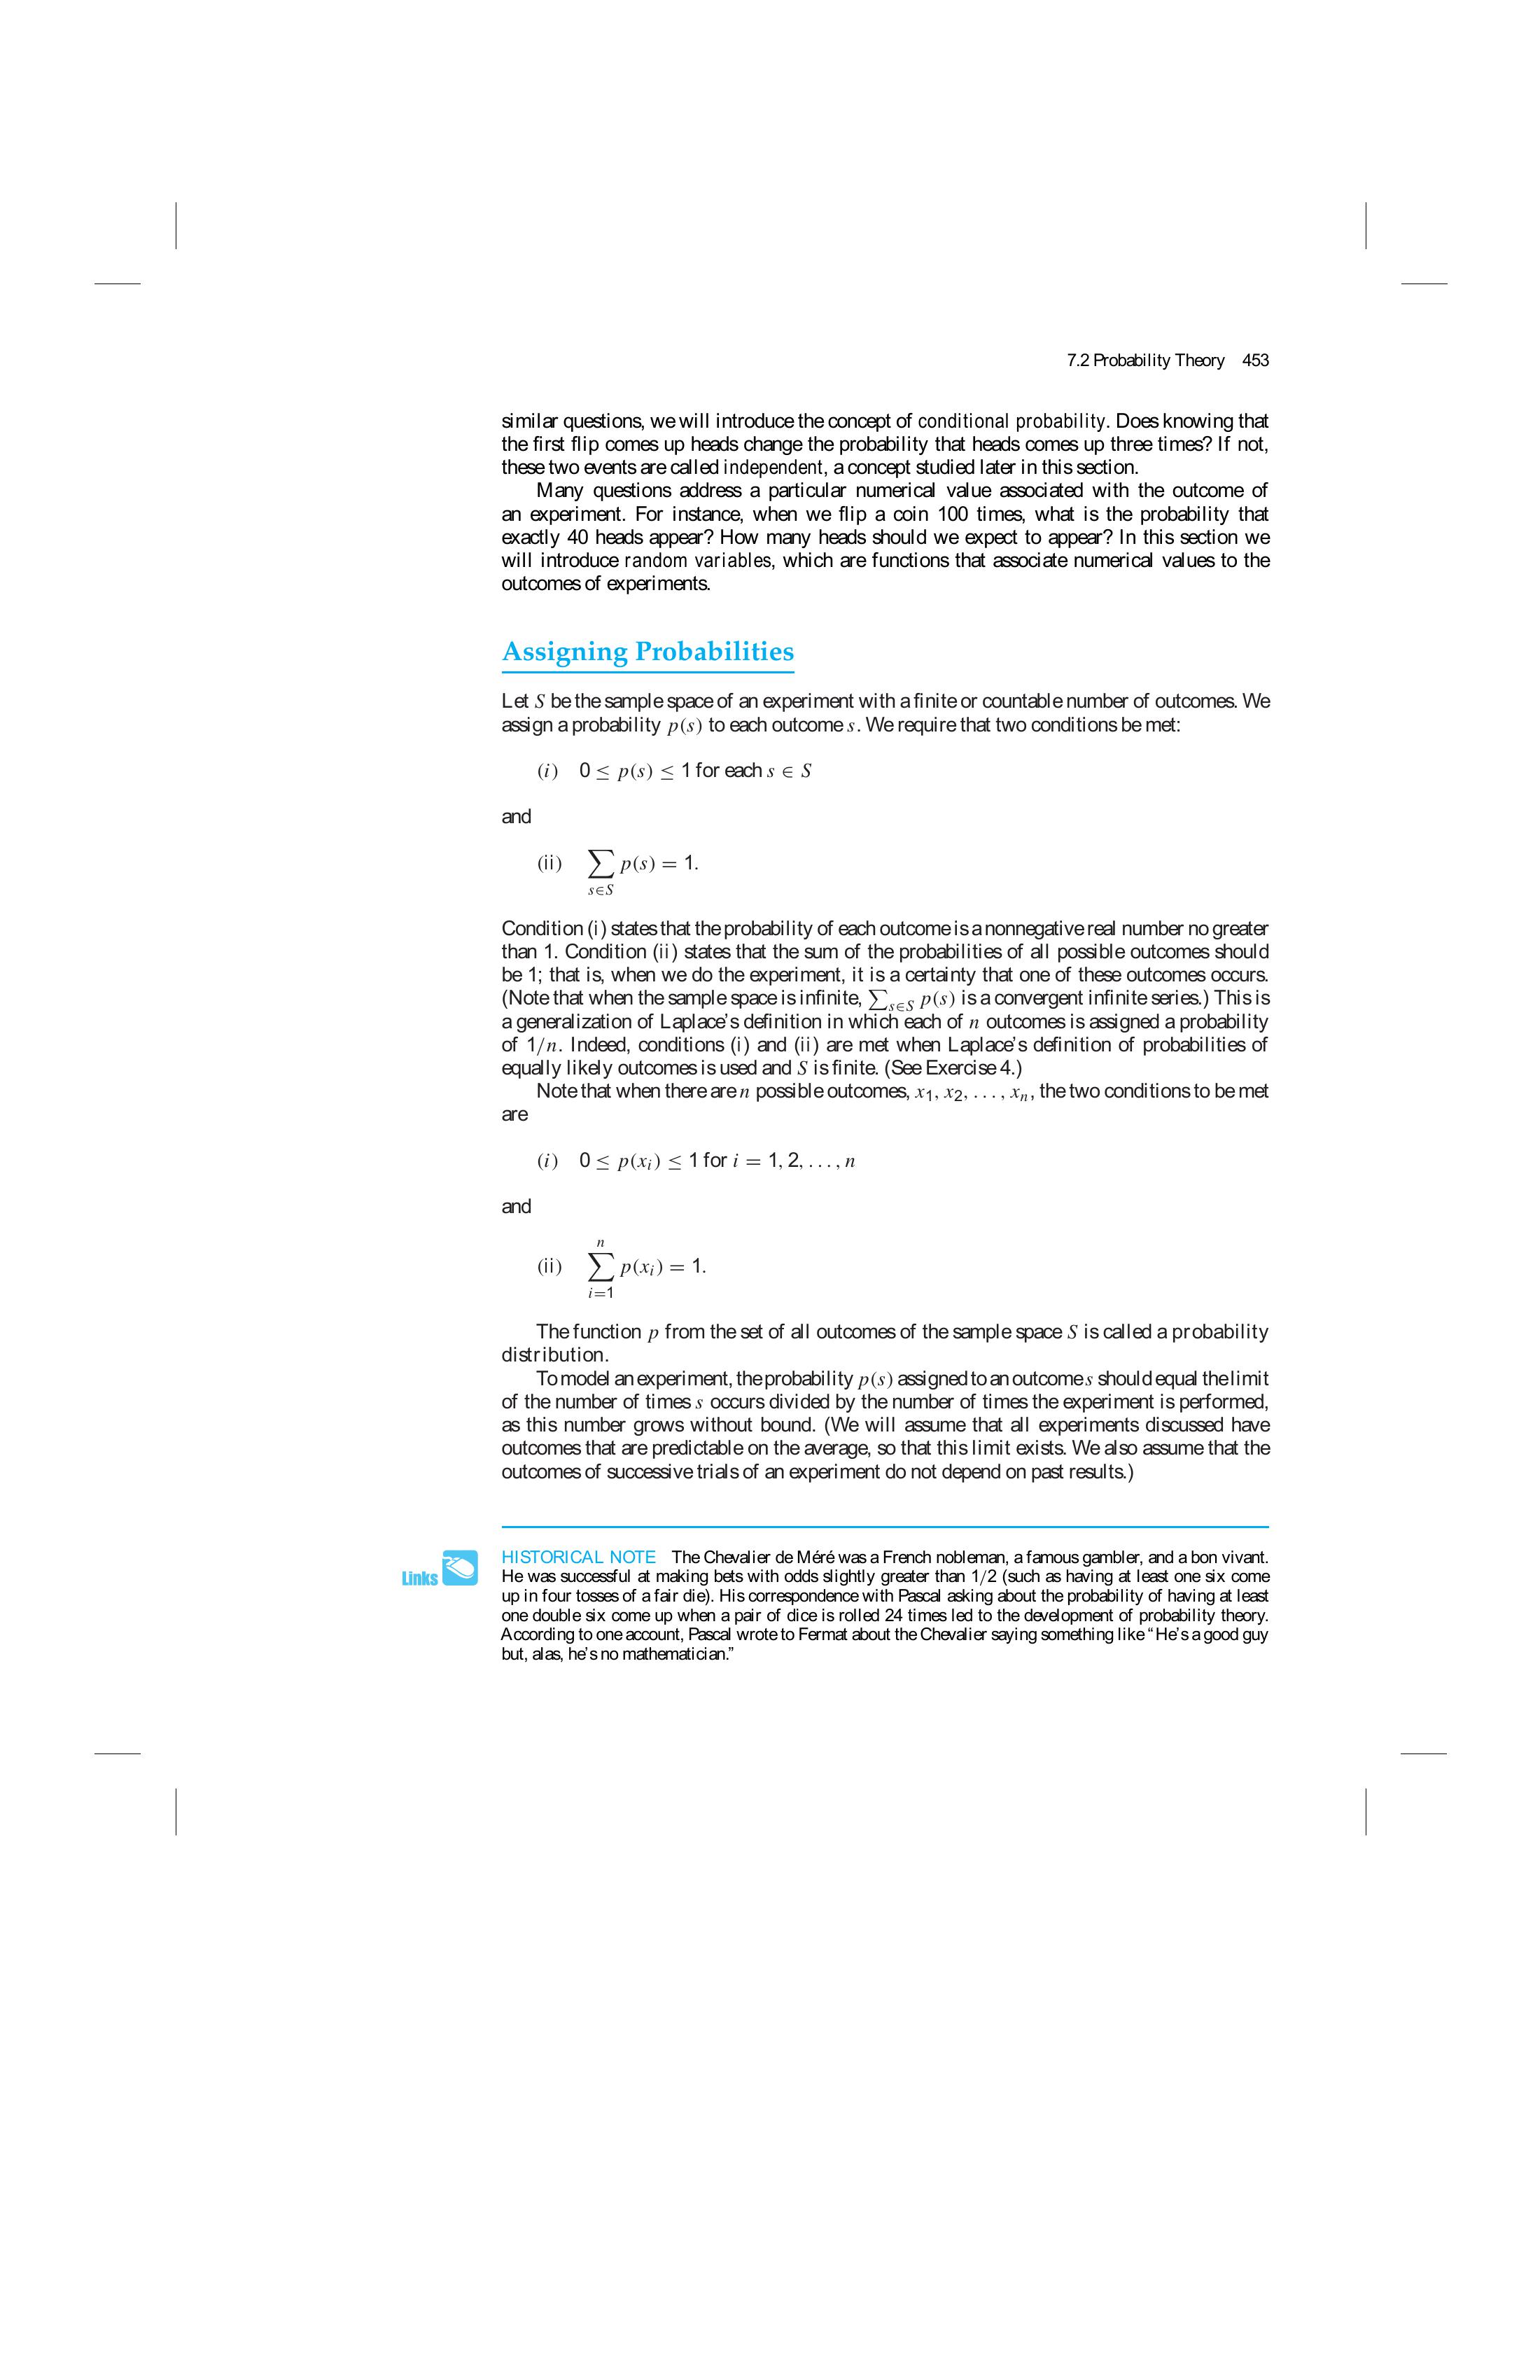 7.2 Probability Theory 453
similar questions, we will introduce the concept of conditional probability. Does knowing that
the first flip comes up heads change the probability that heads comes up three times? If not,
these two events are called independent, a concept studied later in this section.
Many questions address a particular numerical value associated with the outcome of
an experiment. For instance, when we flip a coin 100 times, what is the probability that
exactly 40 heads appear? How many heads should we expect to appear? In this section we
will introduce random variables, which are functions that associate numerical values to the
outcomes of experiments.
Assigning Probabilities
Let S be the sample space of an experiment with a finite or countable number of outcomes. We
assign a probability p(s) to each outcome s. We require that two conditions be met:
(i) 0 ≤ p(s) ≤ 1 for each s ∈ S
and
(ii) ∑ p(s) = 1.
s∈S
Condition (i) states that the probability of each outcome is a nonnegative real number no greater
than 1. Condition (ii) states that the sum of the probabilities of all possible outcomes should
be 1; that is, when we do the experiment, it is a certainty that one of these outcomes occurs.
(Note that when the sample space is infinite, ∑s∈S p(s) is a convergent infinite series.) This is
a generalization of Laplace's definition in which each of n outcomes is assigned a probability
of 1/n. Indeed, conditions (i) and (ii) are met when Laplace's definition of probabilities of
equally likely outcomes is used and S is finite. (See Exercise 4.)
Note that when there are n possible outcomes, x1, x2, . . . , xn, the two conditions to be met
are
(i) 0 ≤ p(xi) ≤ 1 for i = 1, 2, . . . , n
and
n
(ii) ∑ p(xi) = 1.
i=1
The function p from the set of all outcomes of the sample space S is called a probability
distribution.
To model an experiment, the probability p(s) assigned to an outcome s should equal the limit
of the number of times s occurs divided by the number of times the experiment is performed,
as this number grows without bound. (We will assume that all experiments discussed have
outcomes that are predictable on the average, so that this limit exists. We also assume that the
outcomes of successive trials of an experiment do not depend on past results.)
Links
HISTORICAL NOTE The Chevalier de Méré was a French nobleman, a famous gambler, and a bon vivant.
He was successful at making bets with odds slightly greater than 1/2 (such as having at least one six come
up in four tosses of a fair die). His correspondence with Pascal asking about the probability of having at least
one double six come up when a pair of dice is rolled 24 times led to the development of probability theory.
According to one account, Pascal wrote to Fermat about the Chevalier saying something like “He's a good guy
but, alas, he's no mathematician.”